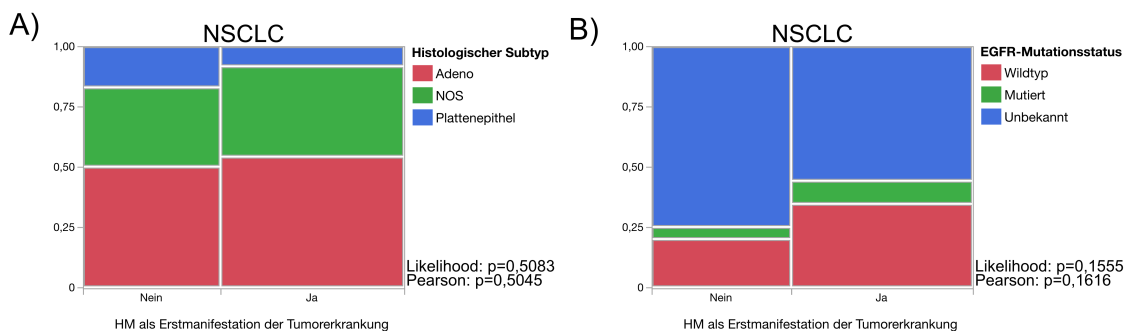 A)
NSCLC
1,00
0,75
0,50
0,25
0
Nein
Ja
HM als Erstmanifestation der Tumorerkrankung
Histologischer Subtyp
Adeno
NOS
Plattenepithel
Likelihood: p=0,5083
Pearson: p=0,5045
B)
NSCLC
1,00
0,75
0,50
0,25
0
Nein
Ja
HM als Erstmanifestation der Tumorerkrankung
EGFR-Mutationsstatus
Wildtyp
Mutiert
Unbekannt
Likelihood: p=0,1555
Pearson: p=0,1616